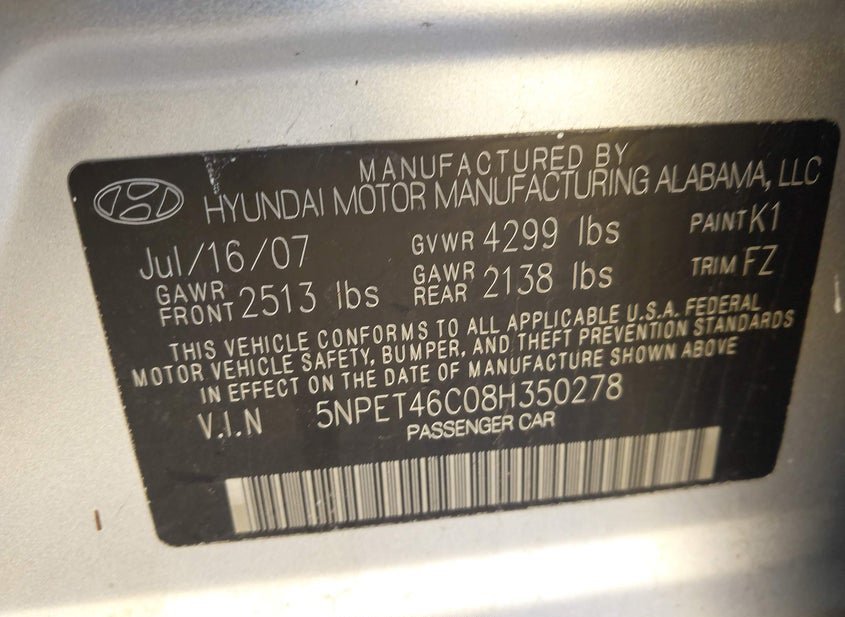 MANUFACTURED BY
HYUNDAI MOTOR MANUFACTURING ALABAMA, LLC
Jul/16/07 GVWR 4299 lbs PAINT K1
GAWR FRONT 2513 lbs GAWR REAR 2138 lbs TRIM FZ
THIS VEHICLE CONFORMS TO ALL APPLICABLE U.S.A. FEDERAL
MOTOR VEHICLE SAFETY, BUMPER, AND THEFT PREVENTION STANDARDS
IN EFFECT ON THE DATE OF MANUFACTURE SHOWN ABOVE
V.I.N 5NPET46C08H350278
PASSENGER CAR